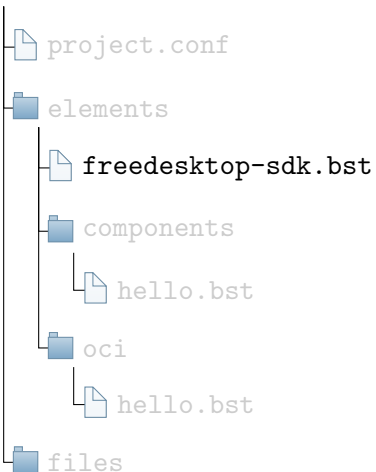 project.conf
elements
freedesktop-sdk.bst
components
hello.bst
oci
hello.bst
files